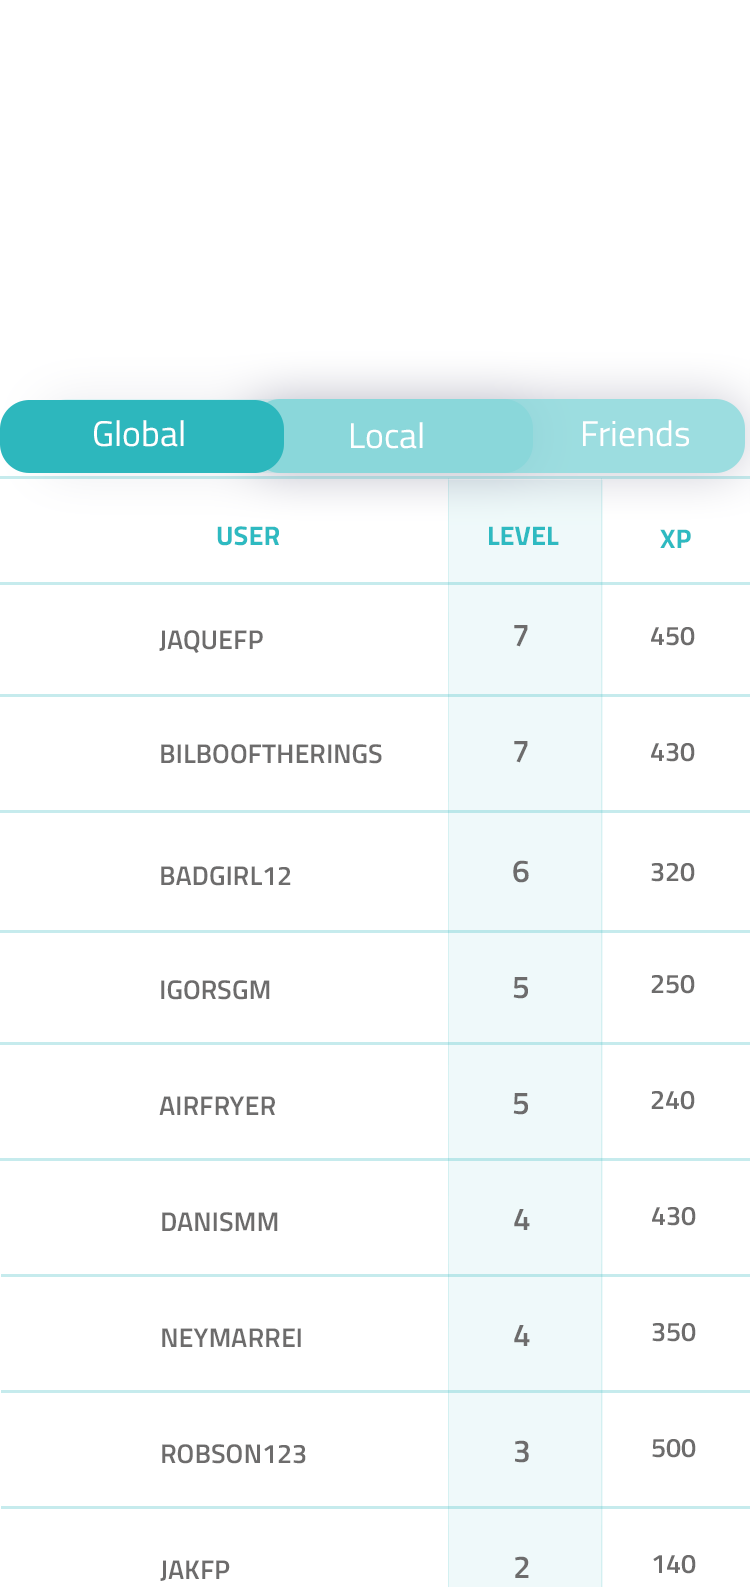 Global Local Friends
USER LEVEL XP
JAQUEFP 7 450
BILBOOFTHERINGS 7 430
BADGIRL12 6 320
IGORSGM 5 250
AIRFRYER 5 240
DANISMM 4 430
NEYMARREI 4 350
ROBSON123 3 500
JAKFP 2 140